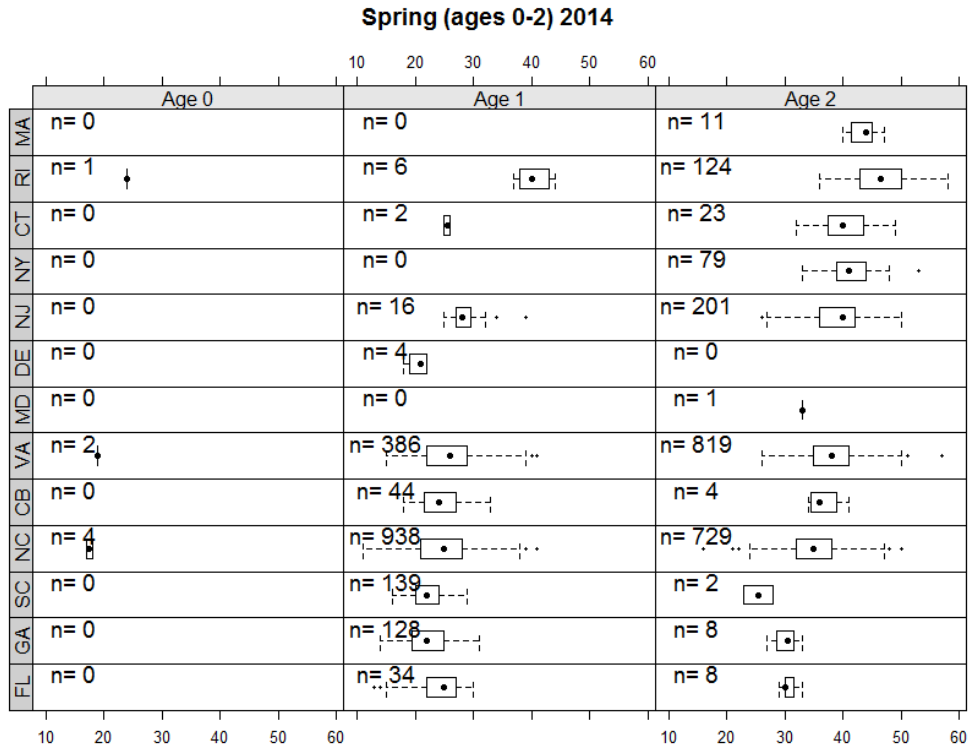 Spring (ages 0-2) 2014
10 20 30 40 50 60
Age 0 Age 1 Age 2
MA n= 0 n= 0 n= 11
RI n= 1 n= 6 n= 124
CT n= 0 n= 2 n= 23
NY n= 0 n= 0 n= 79
NJ n= 0 n= 16 n= 201
DE n= 0 n= 4 n= 0
MD n= 0 n= 0 n= 1
VA n= 2 n= 386 n= 819
CB n= 0 n= 44 n= 4
NC n= 4 n= 938 n= 729
SC n= 0 n= 139 n= 2
GA n= 0 n= 128 n= 8
FL n= 0 n= 34 n= 8
10 20 30 40 50 60 10 20 30 40 50 60